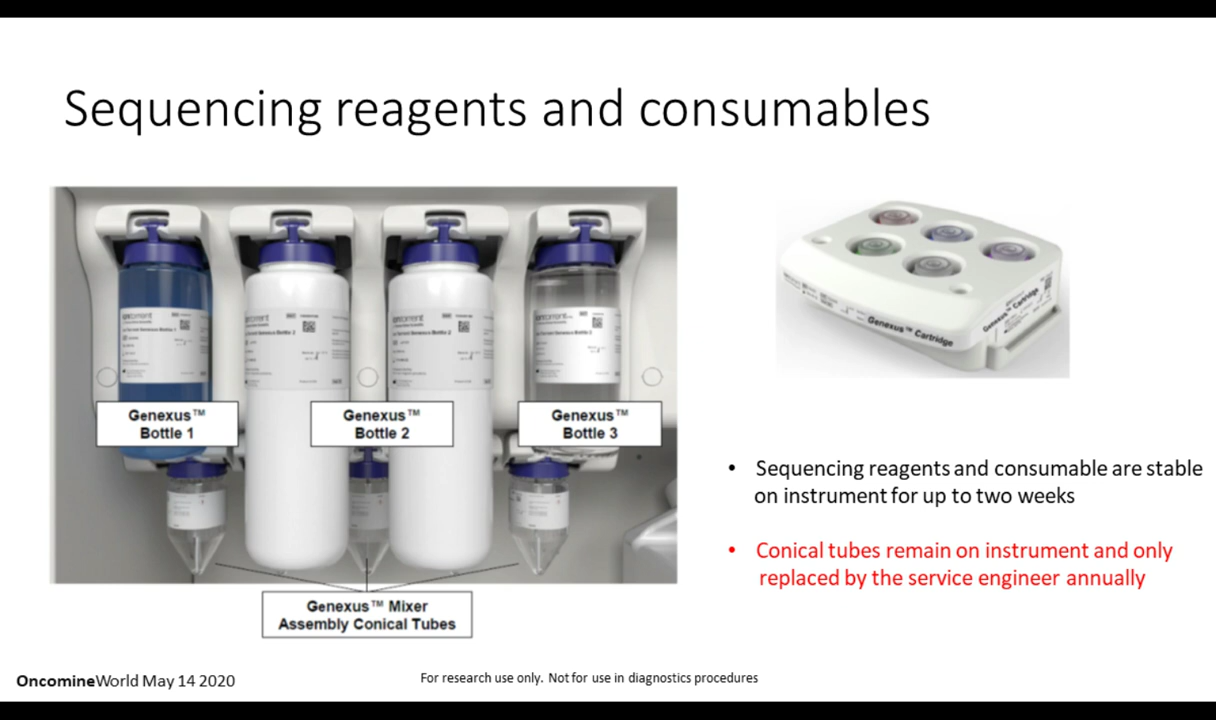 Sequencing reagents and consumables
Genexus™
Bottle 1
Genexus™
Bottle 2
Genexus™
Bottle 3
Genexus™ Mixer
Assembly Conical Tubes
Genexus™ Cartridge
Genexus™ Cartridge
• Sequencing reagents and consumable are stable
on instrument for up to two weeks
• Conical tubes remain on instrument and only
replaced by the service engineer annually
OncomineWorld May 14 2020
For research use only. Not for use in diagnostics procedures